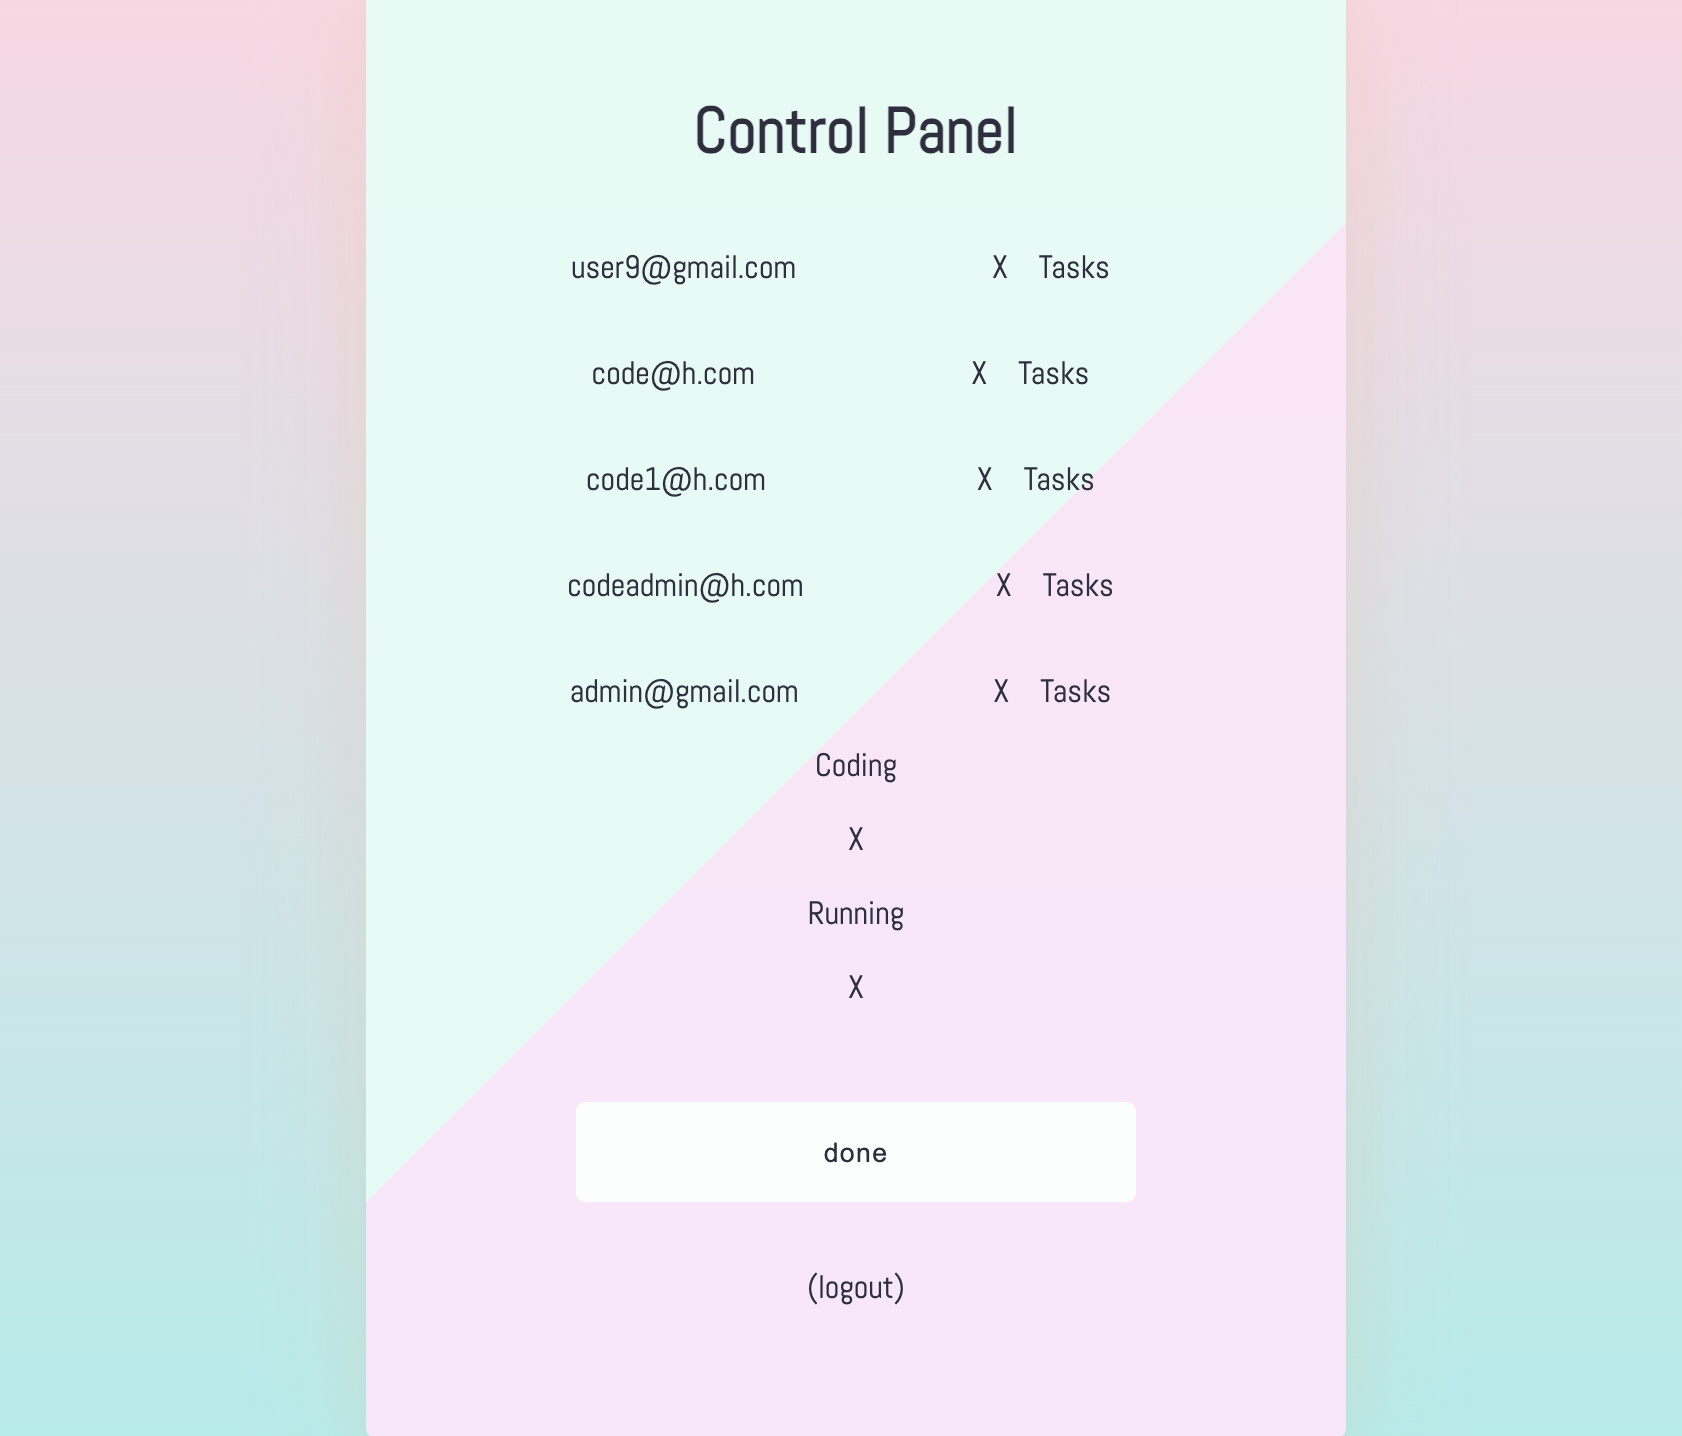 Control Panel
user9@gmail.com X Tasks
code@h.com X Tasks
code1@h.com X Tasks
codeadmin@h.com X Tasks
admin@gmail.com X Tasks
Coding
X
Running
X
done
(logout)